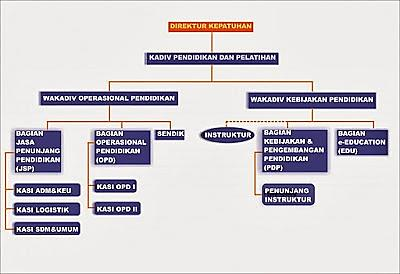 DIREKTUR KEPATUHAN
KADIV PENDIDIKAN DAN PELATIHAN
WAKADIV OPERASIONAL PENDIDIKAN
WAKADIV KEBIJAKAN PENDIDIKAN
BAGIAN
JASA
PENUNJANG
PENDIDIKAN
(JSP)
BAGIAN
OPERASIONAL
PENDIDIKAN
(OPD)
SENDIK
INSTRUKTUR
BAGIAN
KEBIJAKAN &
PENGEMBANGAN
PENDIDIKAN
(PDP)
BAGIAN
e-EDUCATION
(EDU)
KASI ADM&KEU
KASI LOGISTIK
KASI SDM&UMUM
KASI OPD I
KASI OPD II
PENUNJANG
INSTRUKTUR